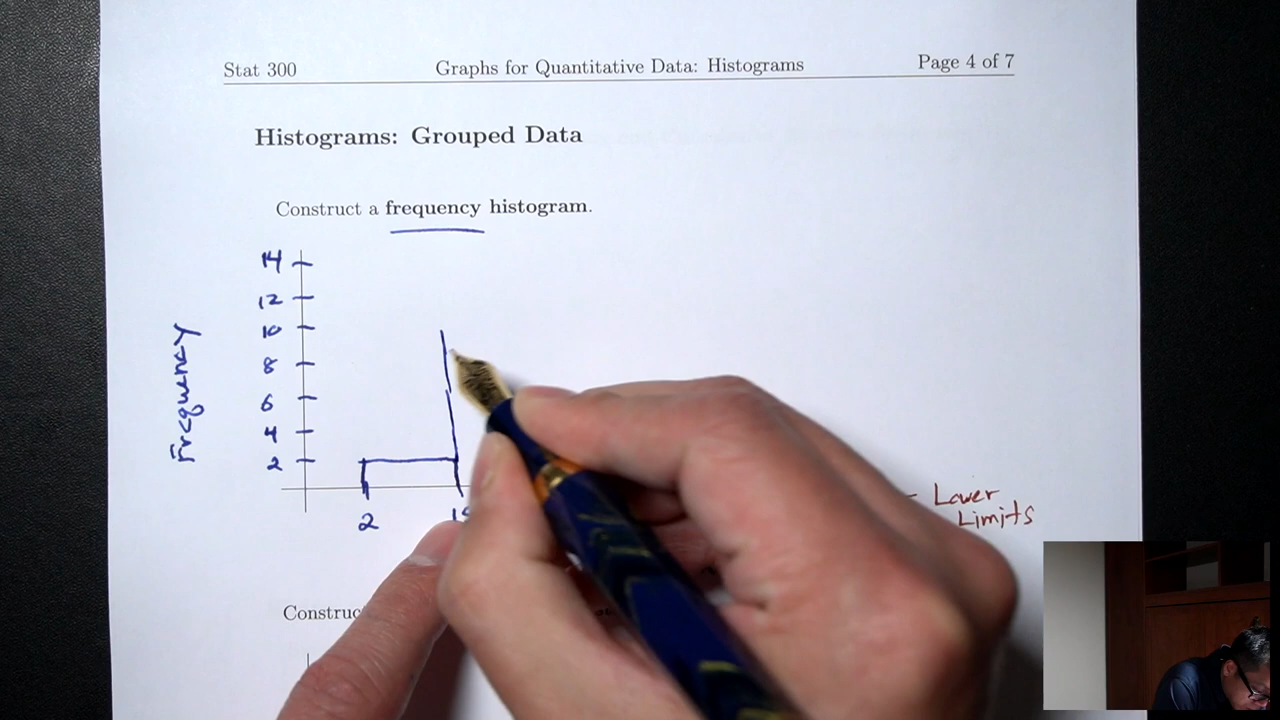 Stat 300 Graphs for Quantitative Data: Histograms Page 4 of 7
Histograms: Grouped Data
Construct a frequency histogram.
14
12
10
8
6
4
2
Frequency
2
Lower
Limits